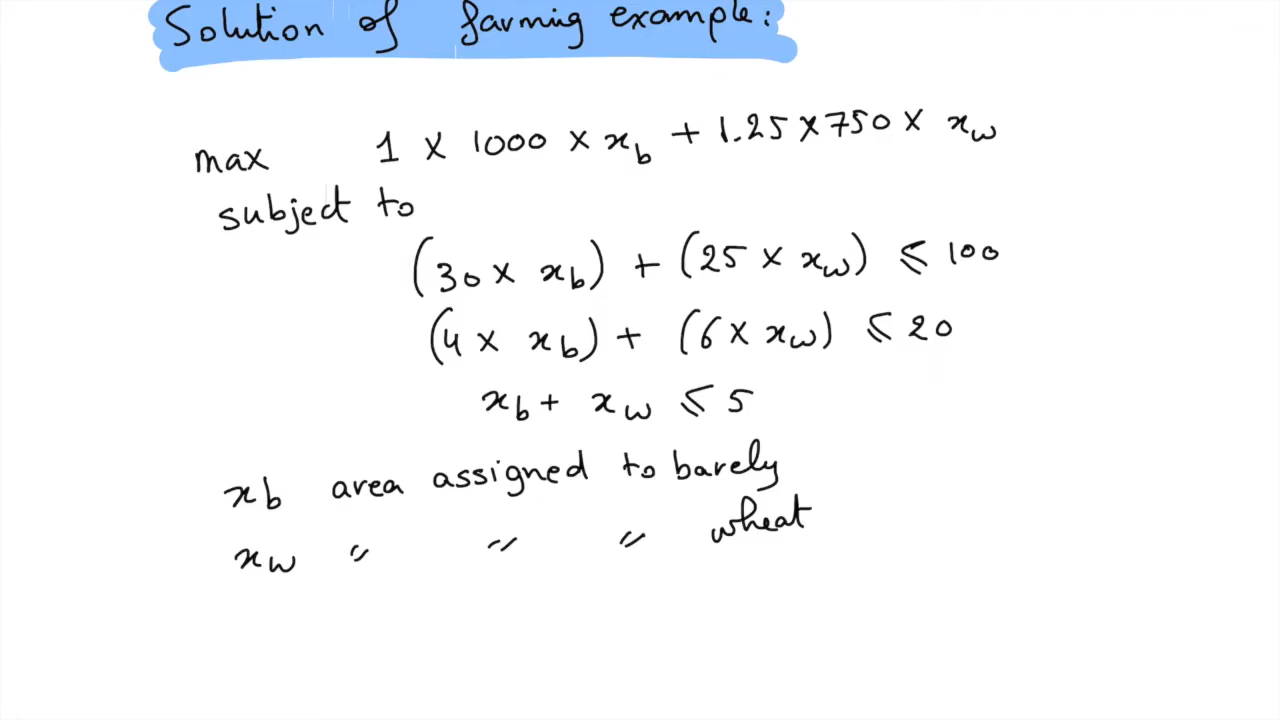 Solution of farming example:
max 1 × 1000 × x_b + 1.25 × 750 × x_w
subject to
(30 × x_b) + (25 × x_w) ⩽ 100
(4 × x_b) + (6 × x_w) ⩽ 20
x_b + x_w ⩽ 5
x_b area assigned to barely
x_w " " " wheat